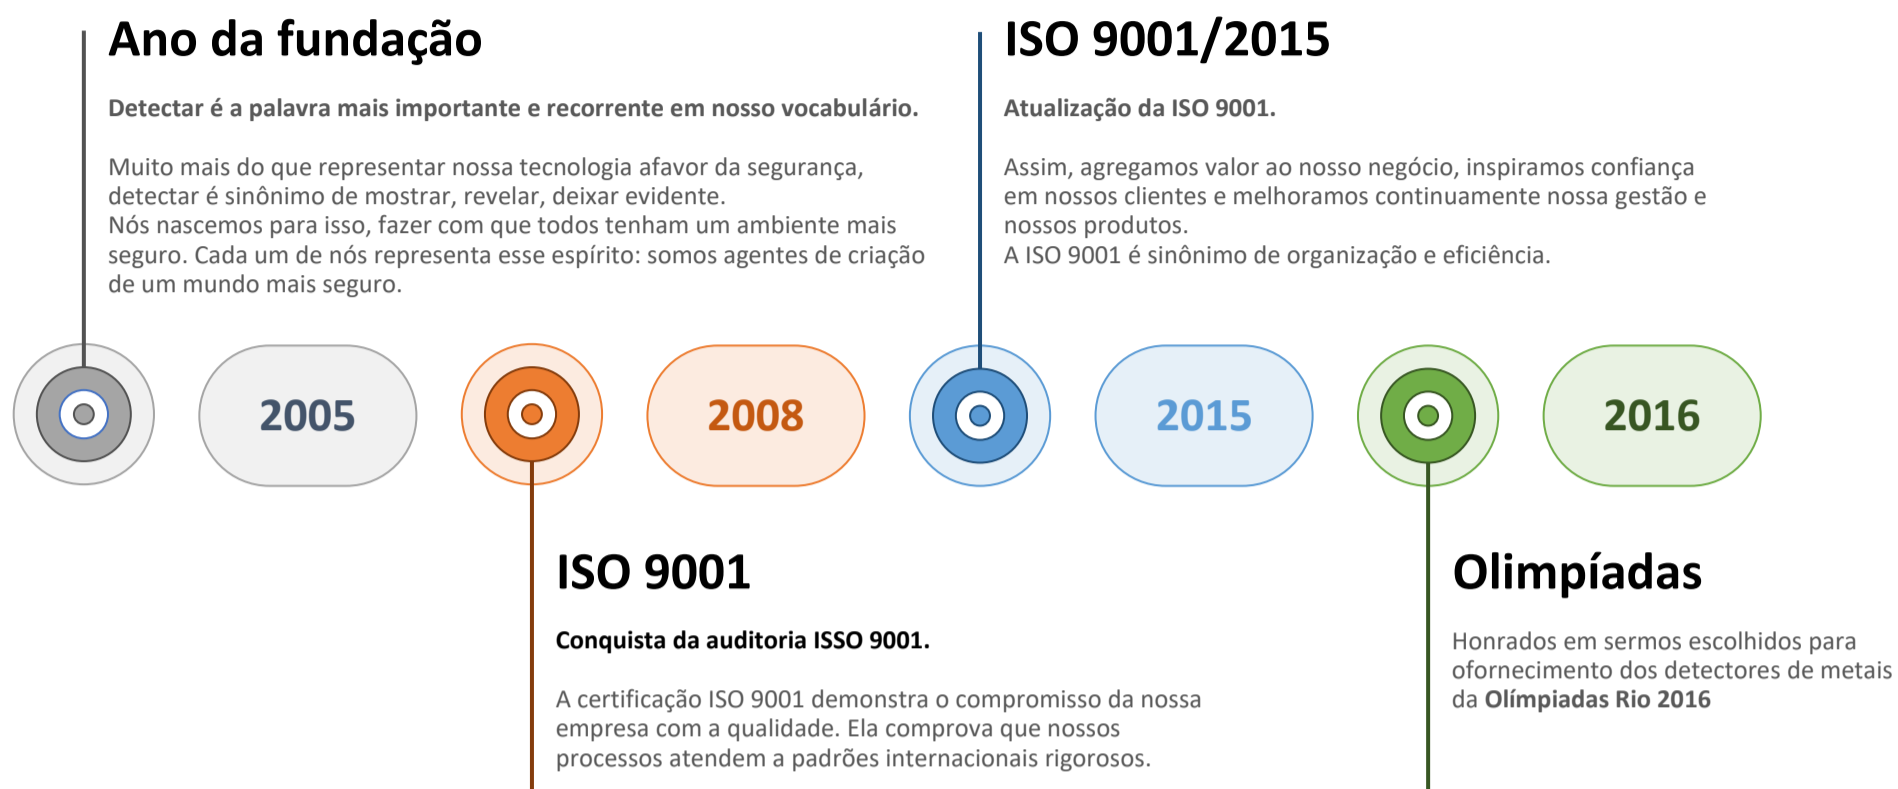 Ano da fundação
Detectar é a palavra mais importante e recorrente em nosso vocabulário.
Muito mais do que representar nossa tecnologia afavor da segurança,
detectar é sinônimo de mostrar, revelar, deixar evidente.
Nós nascemos para isso, fazer com que todos tenham um ambiente mais
seguro. Cada um de nós representa esse espírito: somos agentes de criação
de um mundo mais seguro.
ISO 9001/2015
Atualização da ISO 9001.
Assim, agregamos valor ao nosso negócio, inspiramos confiança
em nossos clientes e melhoramos continuamente nossa gestão e
nossos produtos.
A ISO 9001 é sinônimo de organização e eficiência.
2005
2008
2015
2016
ISO 9001
Conquista da auditoria ISSO 9001.
A certificação ISO 9001 demonstra o compromisso da nossa
empresa com a qualidade. Ela comprova que nossos
processos atendem a padrões internacionais rigorosos.
Olimpíadas
Honrados em sermos escolhidos para
ofornecimento dos detectores de metais
da Olímpiadas Rio 2016